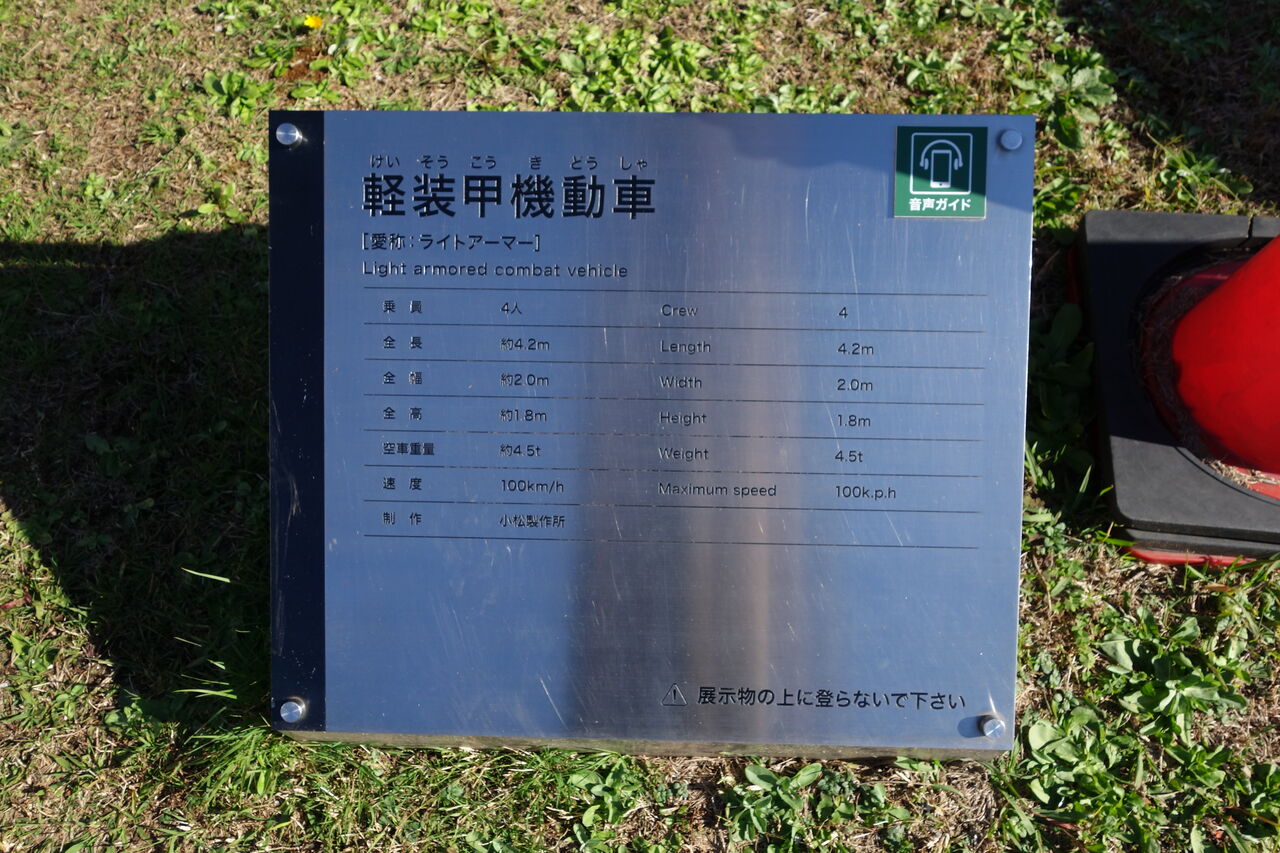 けい そう こう き どう しゃ
軽装甲機動車
[愛称：ライトアーマー]
Light armored combat vehicle
音声ガイド
乗 員 4人 Crew 4
全 長 約4.2m Length 4.2m
全 幅 約2.0m Width 2.0m
全 高 約1.8m Height 1.8m
空車重量 約4.5t Weight 4.5t
速 度 100km/h Maximum speed 100k.p.h
制 作 小松製作所
展示物の上に登らないで下さい